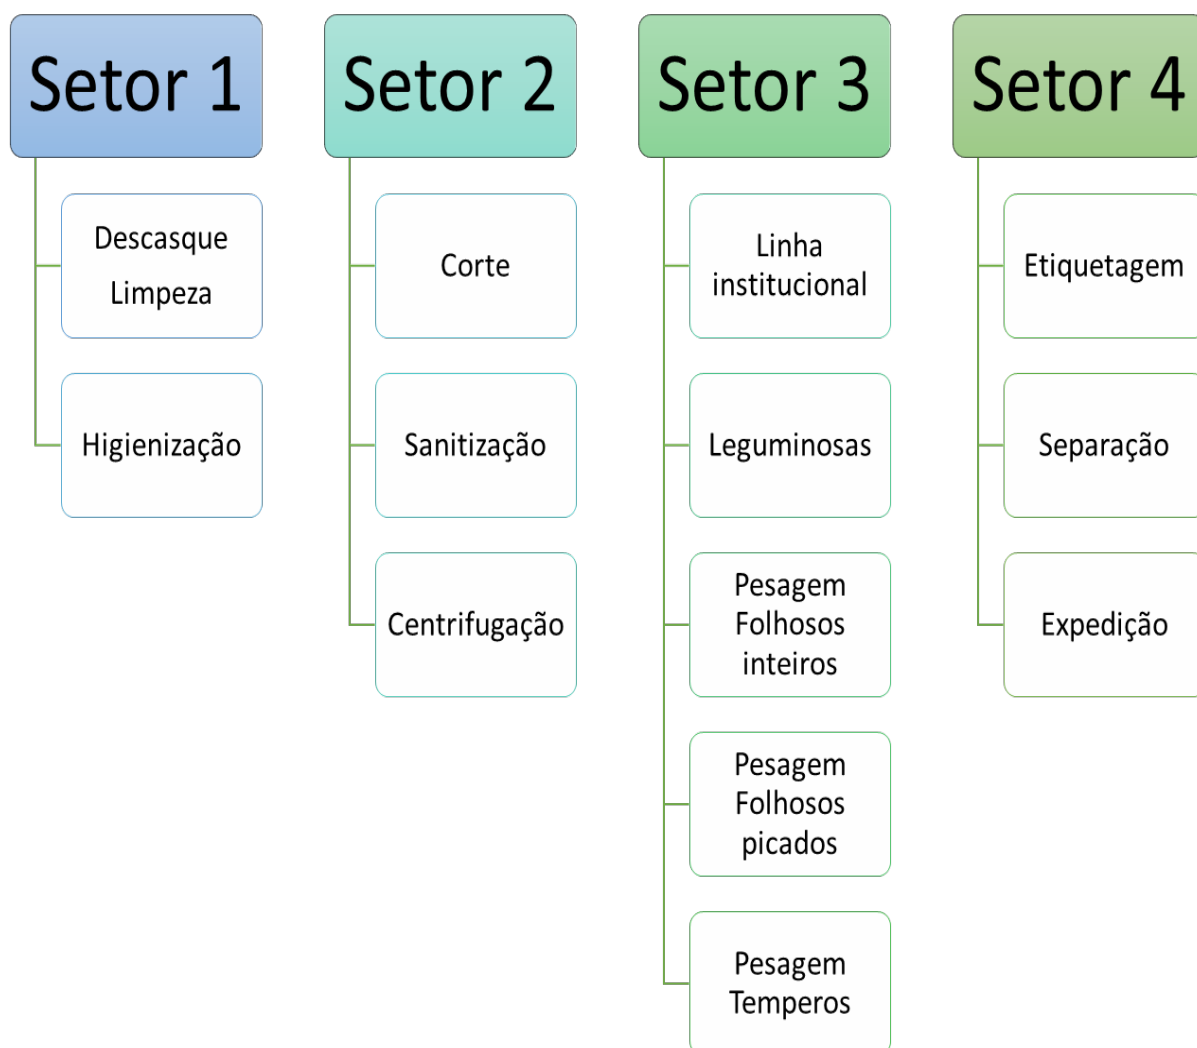 Setor 1
Descasque
Limpeza
Higienização
Setor 2
Corte
Sanitização
Centrifugação
Setor 3
Linha
institucional
Leguminosas
Pesagem
Folhosos
inteiros
Pesagem
Folhosos
picados
Pesagem
Temperos
Setor 4
Etiquetagem
Separação
Expedição